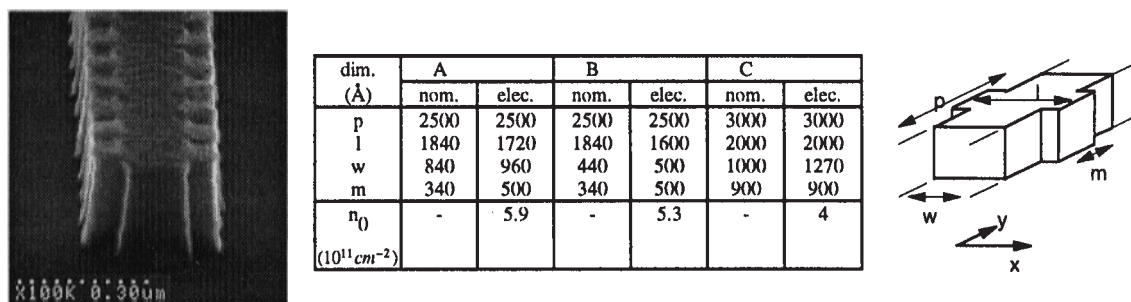 X100K 0.30µm
dim. A B C
(Å) nom. elec. nom. elec. nom. elec.
p 2500 2500 2500 2500 3000 3000
l 1840 1720 1840 1600 2000 2000
w 840 960 440 500 1000 1270
m 340 500 340 500 900 900
n0 - 5.9 - 5.3 - 4
(10^11 cm^-2)
p
l
m
w
y
x